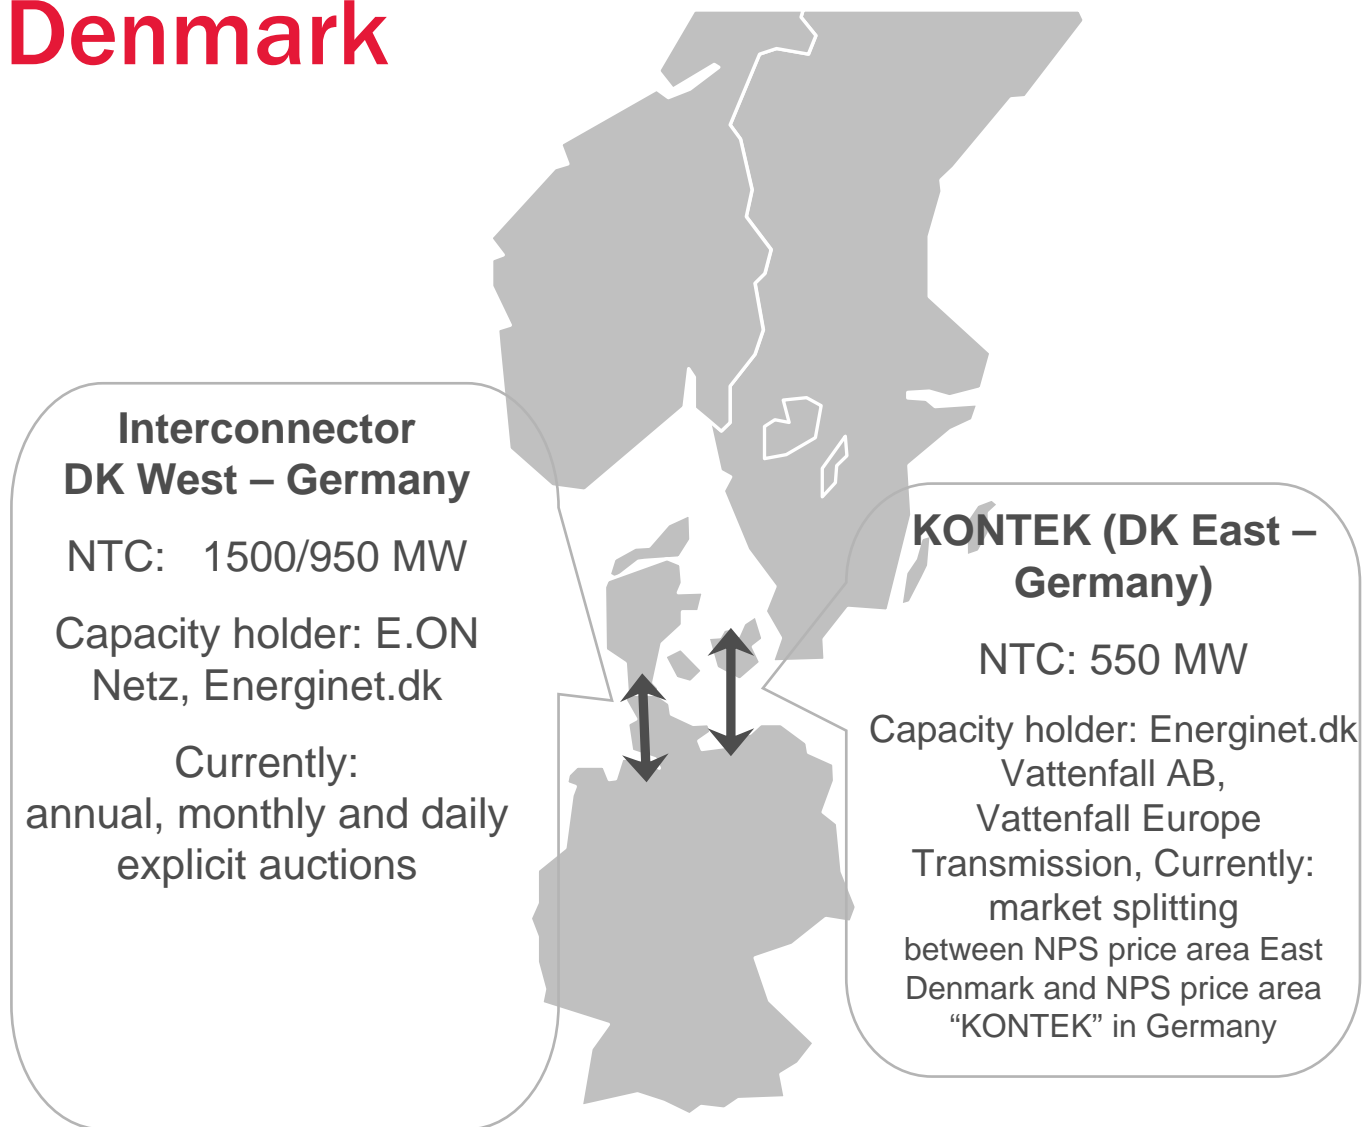 Denmark
Interconnector
DK West – Germany
NTC: 1500/950 MW
Capacity holder: E.ON
Netz, Energinet.dk
Currently:
annual, monthly and daily
explicit auctions
KONTEK (DK East –
Germany)
NTC: 550 MW
Capacity holder: Energinet.dk
Vattenfall AB,
Vattenfall Europe
Transmission, Currently:
market splitting
between NPS price area East
Denmark and NPS price area
“KONTEK” in Germany